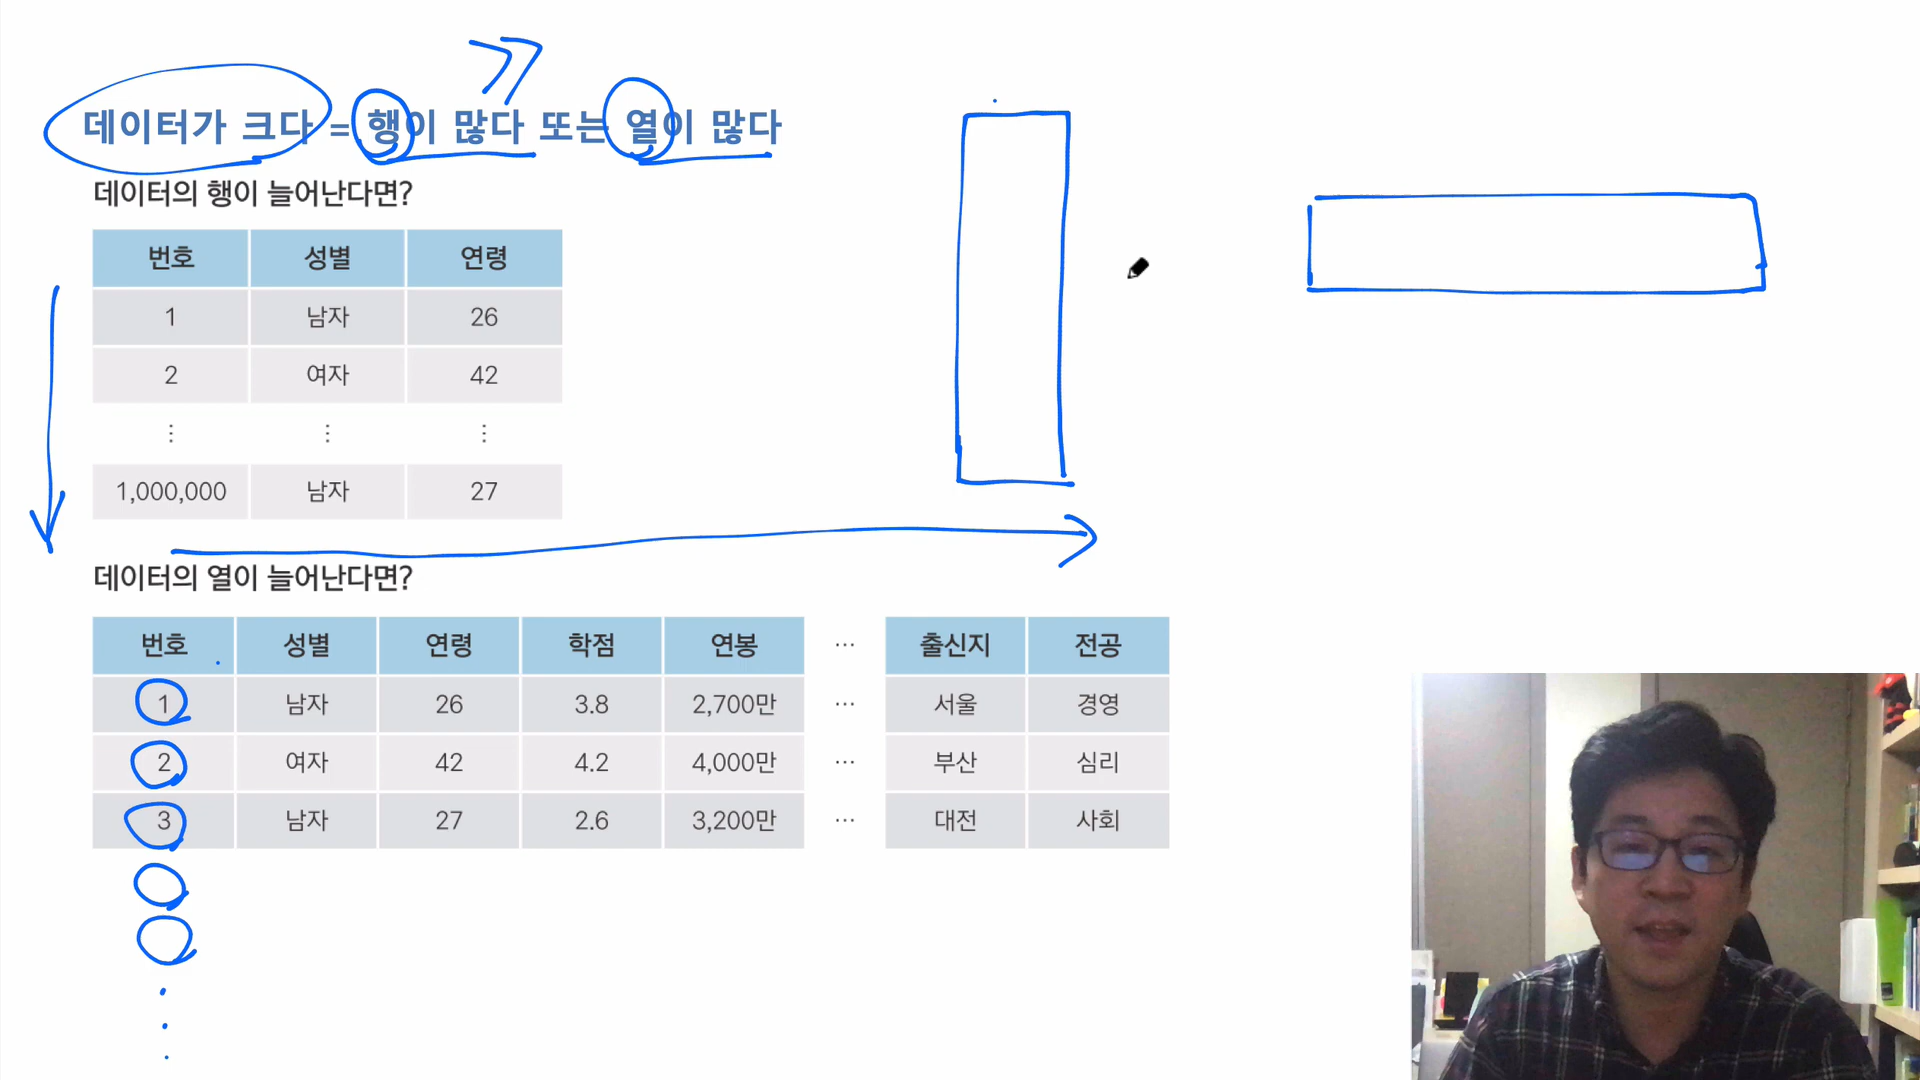 데이터가 크다 = 행이 많다 또는 열이 많다
데이터의 행이 늘어난다면?
번호 성별 연령
1 남자 26
2 여자 42
⋮ ⋮ ⋮
1,000,000 남자 27
데이터의 열이 늘어난다면?
번호 성별 연령 학점 연봉 ⋯ 출신지 전공
1 남자 26 3.8 2,700만 ⋯ 서울 경영
2 여자 42 4.2 4,000만 ⋯ 부산 심리
3 남자 27 2.6 3,200만 ⋯ 대전 사회